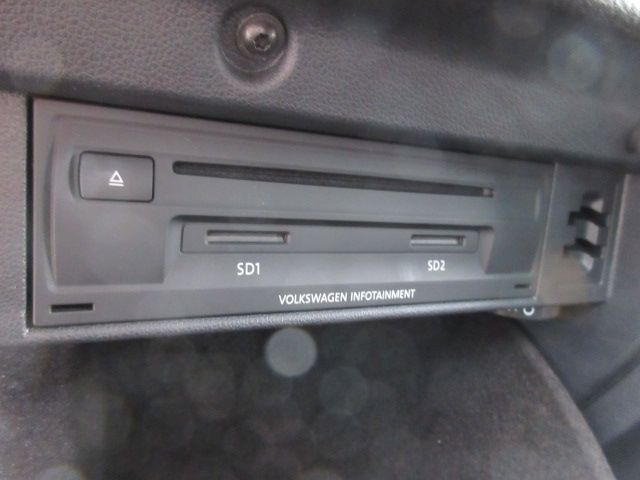 SD1 SD2
VOLKSWAGEN INFOTAINMENT